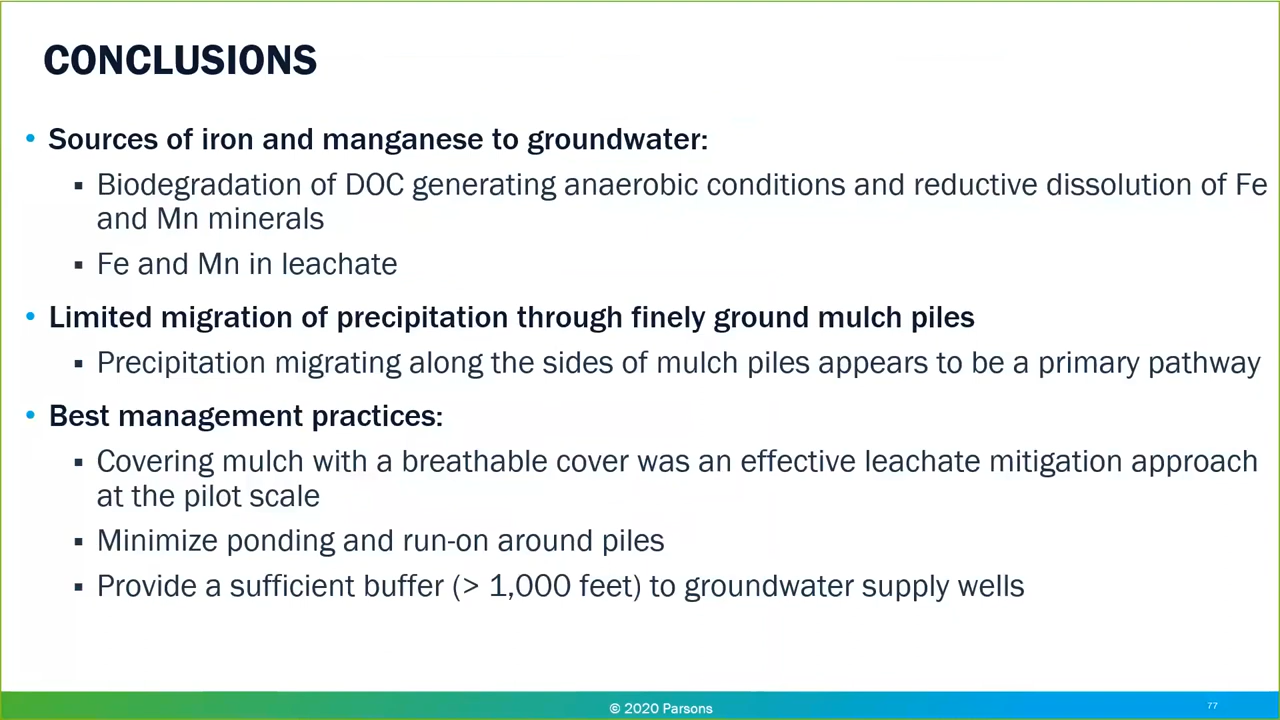 CONCLUSIONS
• Sources of iron and manganese to groundwater:
▪ Biodegradation of DOC generating anaerobic conditions and reductive dissolution of Fe
and Mn minerals
▪ Fe and Mn in leachate
• Limited migration of precipitation through finely ground mulch piles
▪ Precipitation migrating along the sides of mulch piles appears to be a primary pathway
• Best management practices:
▪ Covering mulch with a breathable cover was an effective leachate mitigation approach
at the pilot scale
▪ Minimize ponding and run-on around piles
▪ Provide a sufficient buffer (> 1,000 feet) to groundwater supply wells
© 2020 Parsons
77